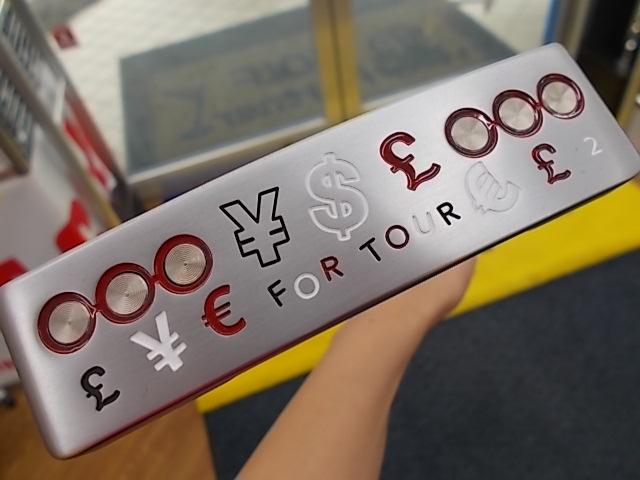 ¥ $ £
£ ¥ € FOR TOUR € £ 2